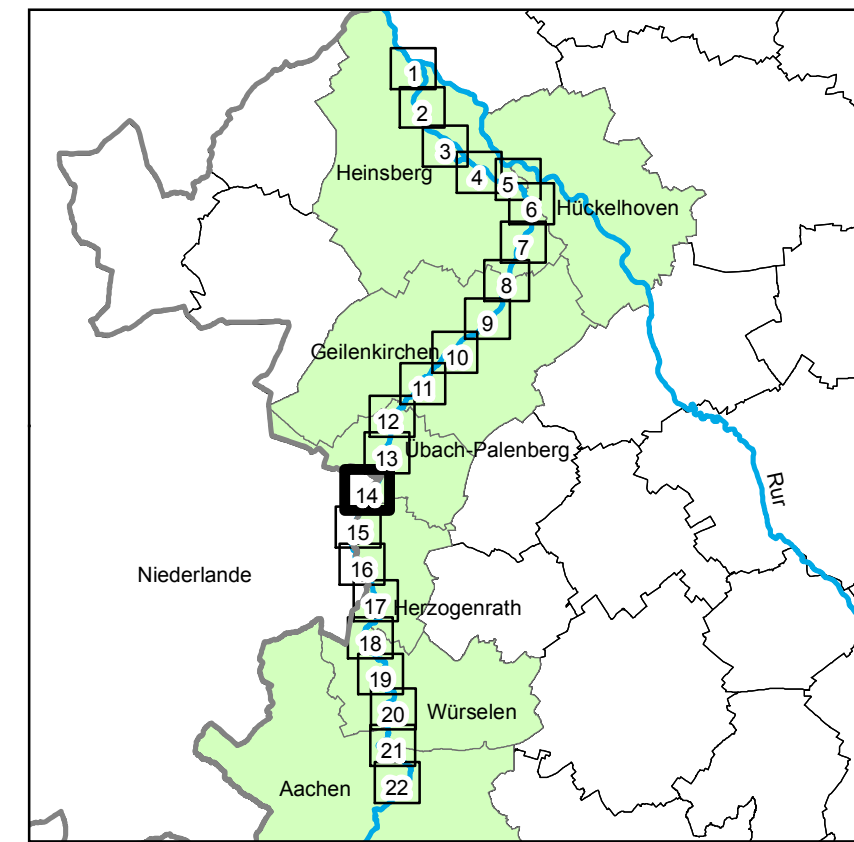 1
2
3
Heinsberg
4
5
6
Hückelhoven
7
8
9
Geilenkirchen
10
11
12
Übach-Palenberg
13
14
Rur
15
Niederlande
16
17
Herzogenrath
18
19
20
Würselen
21
Aachen
22